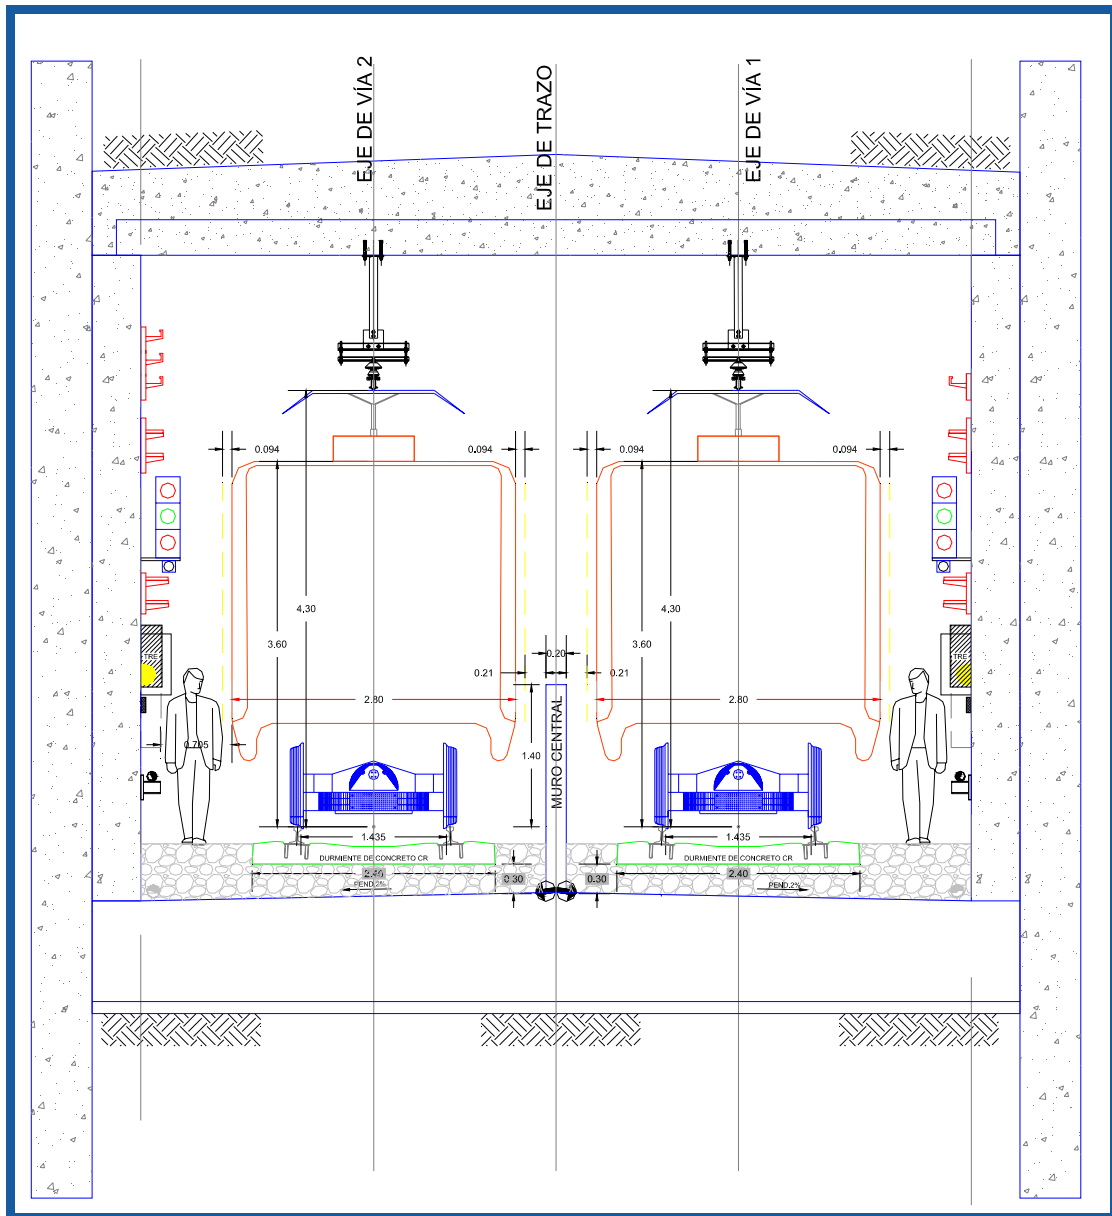 EJE DE VÍA 2
EJE DE TRAZO
EJE DE VÍA 1
0.094
0.094
0.094
0.094
4.30
3.60
4.30
3.60
0.20
0.21
0.21
TRE
TRE
2.80
2.80
0.705
1.40
MURO CENTRAL
1.435
1.435
DURMIENTE DE CONCRETO CR
DURMIENTE DE CONCRETO CR
2.40
0.30
0.30
2.40
PEND.2%
PEND.2%